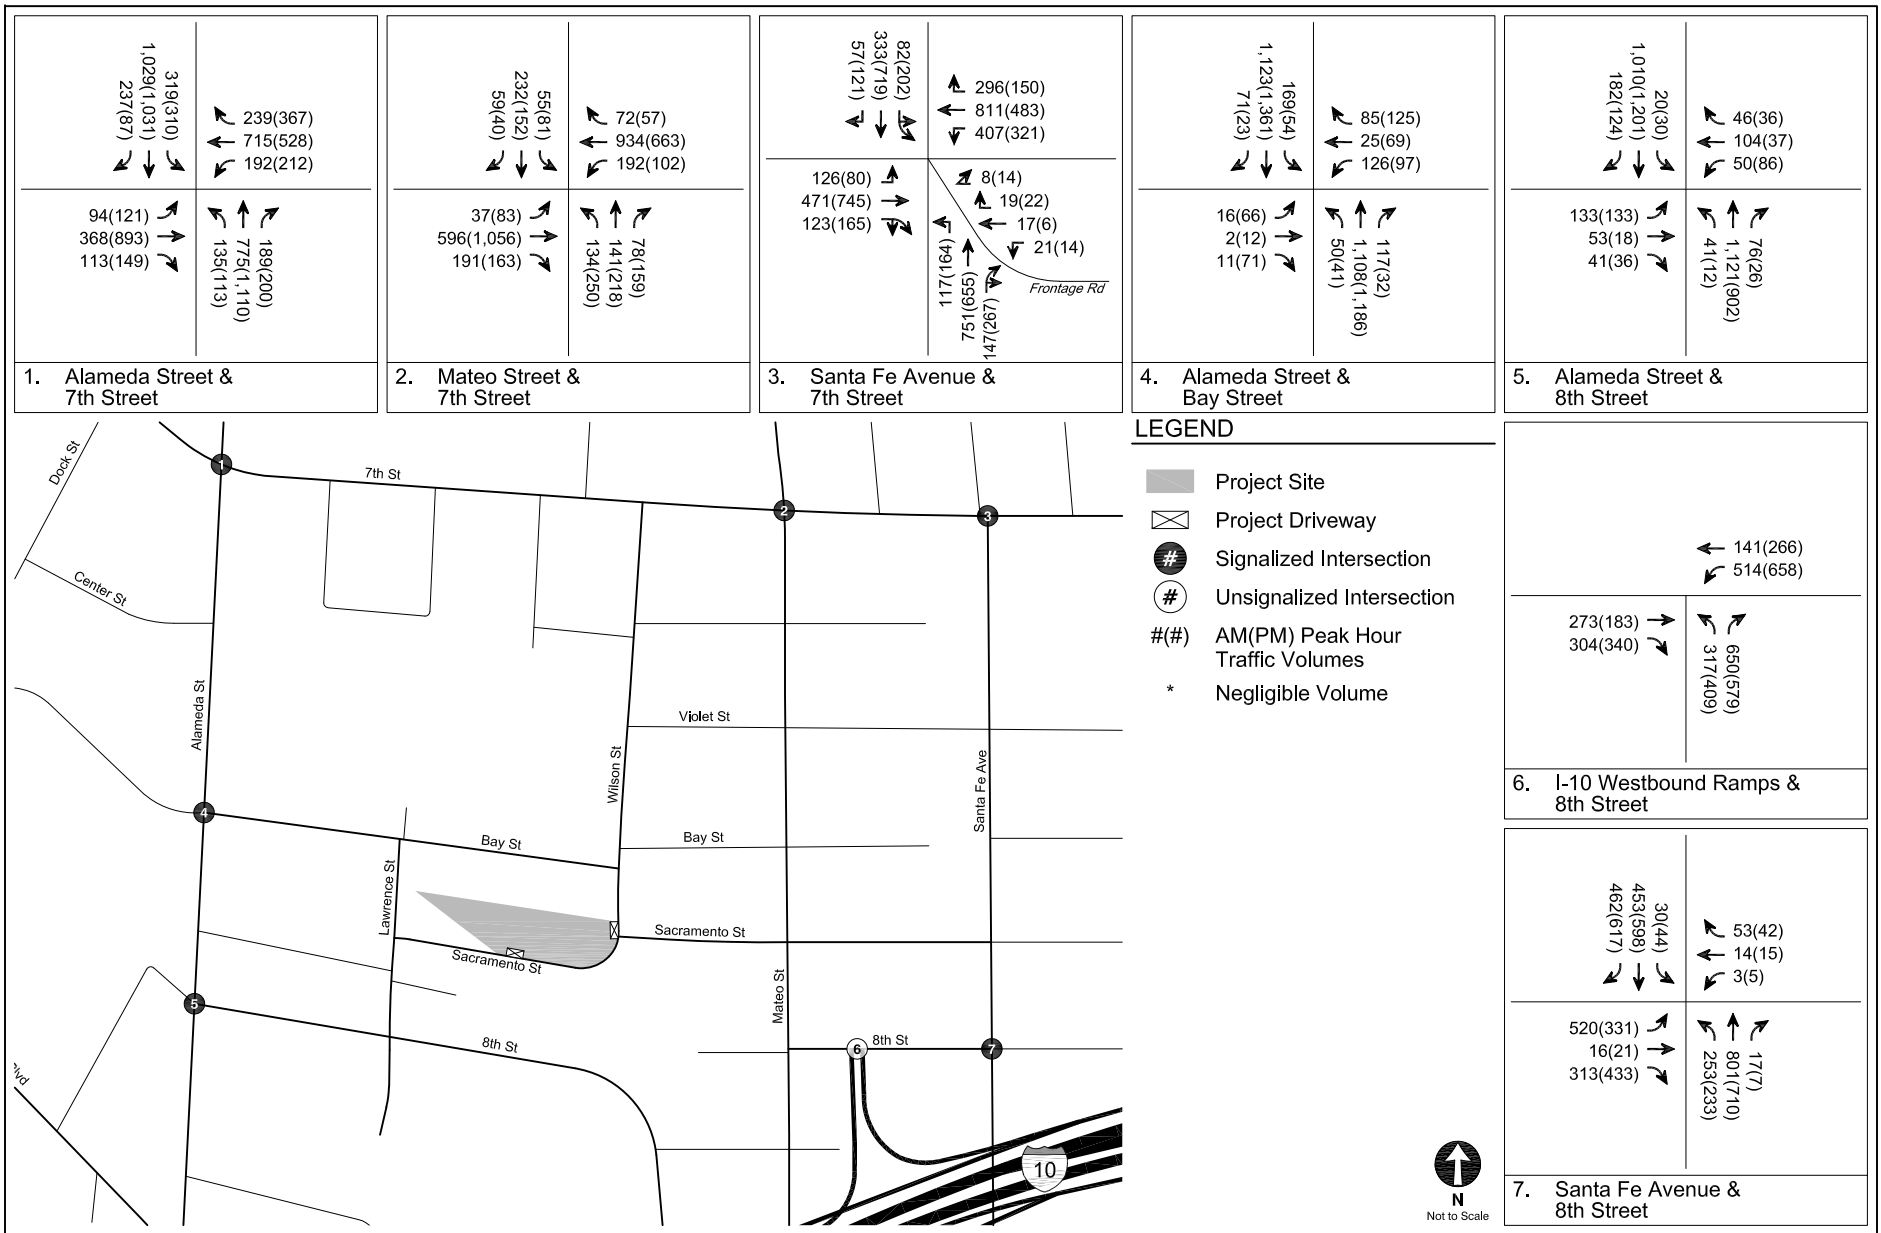 237(87)
1,029(1,031)
319(310)
239(367)
715(528)
192(212)
94(121)
368(893)
113(149)
135(113)
775(1,110)
189(200)
1. Alameda Street &
7th Street
59(40)
232(152)
55(81)
72(57)
934(663)
192(102)
37(83)
596(1,056)
191(163)
134(250)
141(218)
78(159)
2. Mateo Street &
7th Street
57(121)
333(719)
82(202)
296(150)
811(483)
407(321)
126(80)
471(745)
123(165)
8(14)
19(22)
17(6)
21(14)
117(164)
751(655)
147(267)
Frontage Rd
3. Santa Fe Avenue &
7th Street
71(23)
1,123(1,361)
169(54)
85(125)
25(69)
126(97)
16(66)
2(12)
11(71)
50(41)
1,108(1,186)
117(32)
4. Alameda Street &
Bay Street
182(124)
1,010(1,201)
20(30)
46(36)
104(37)
50(86)
133(133)
53(18)
41(36)
41(12)
1,121(902)
76(26)
5. Alameda Street &
8th Street
LEGEND
Project Site
Project Driveway
# Signalized Intersection
# Unsignalized Intersection
#(#) AM(PM) Peak Hour
Traffic Volumes
* Negligible Volume
141(266)
514(658)
273(183)
304(340)
317(409)
650(579)
6. I-10 Westbound Ramps &
8th Street
462(617)
453(598)
30(44)
53(42)
14(15)
3(5)
520(331)
16(21)
313(433)
253(233)
801(710)
17(7)
7. Santa Fe Avenue &
8th Street
Dock St
1
7th St
2
3
Center St
Alameda St
Violet St
Wilson St
Santa Fe Ave
4
Bay St
Bay St
Lawrence St
Sacramento St
Sacramento St
Mateo St
5
8th St
6
8th St
7
10
N
Not to Scale